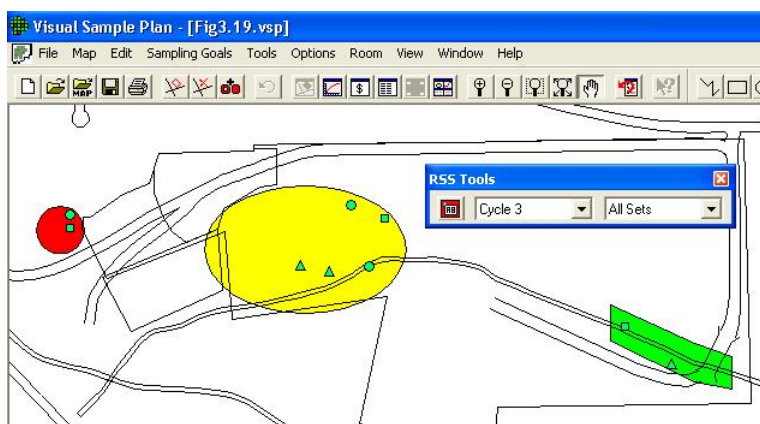 Visual Sample Plan - [Fig3.19.vsp]
File Map Edit Sampling Goals Tools Options Room View Window Help
MAP
RSS Tools
Cycle 3 All Sets